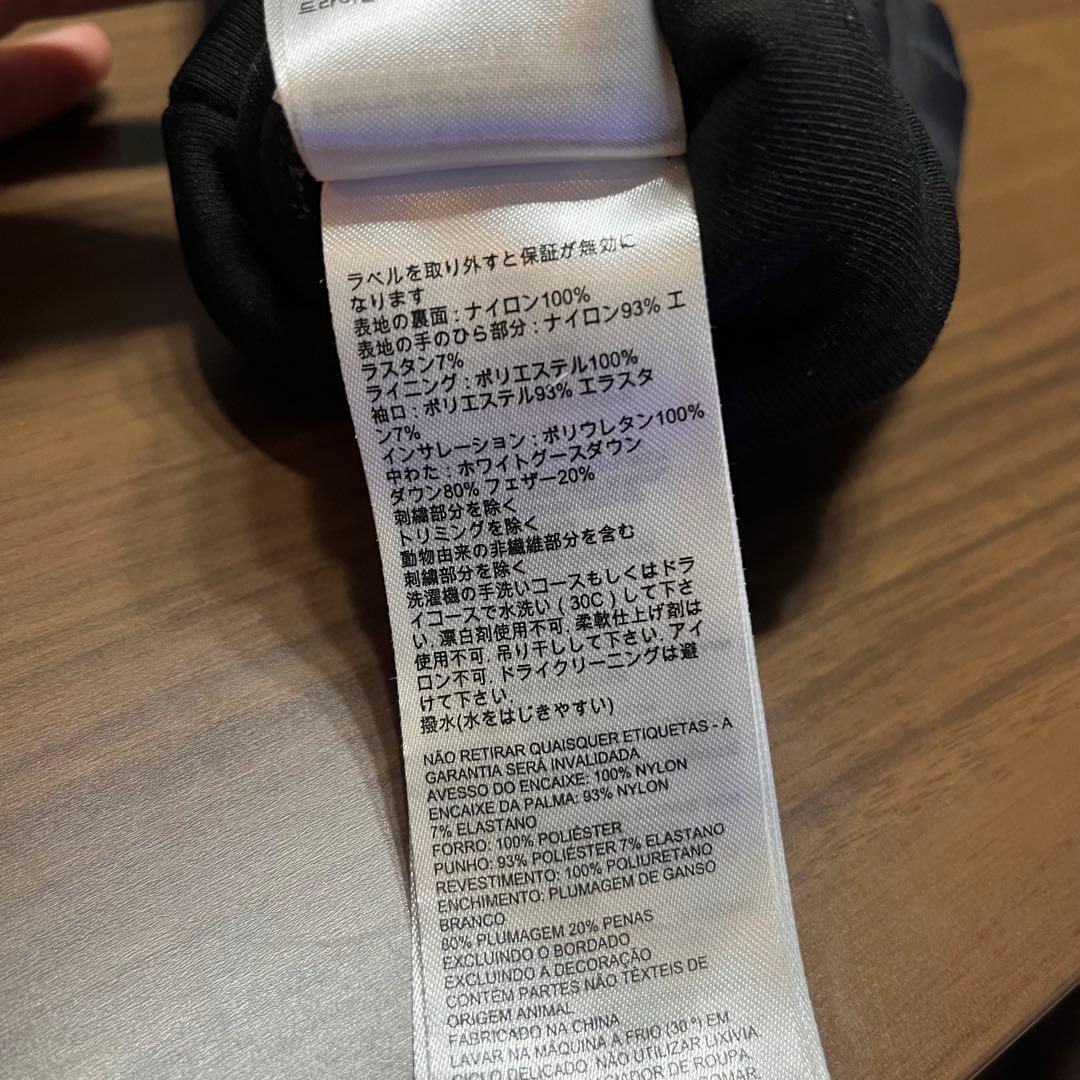 ラベルを取り外すと保証が無効に
なります
表地の裏面 : ナイロン100%
表地の手のひら部分 : ナイロン93% エ
ラスタン7%
ライニング : ポリエステル100%
袖口 : ポリエステル93% エラスタ
ン7%
インサレーション : ポリウレタン100%
中わた : ホワイトグースダウン
ダウン80% フェザー20%
刺繍部分を除く
トリミングを除く
動物由来の非繊維部分を含む
刺繍部分を除く
洗濯機の手洗いコースもしくはドラ
イコースで水洗い ( 30C ) して下さ
い. 漂白剤使用不可. 柔軟仕上げ剤は
使用不可. 吊り干しして下さい. アイ
ロン不可. ドライクリーニングは避
けて下さい.
撥水(水をはじきやすい)
NÃO RETIRAR QUAISQUER ETIQUETAS - A
GARANTIA SERÁ INVALIDADA
AVESSO DO ENCAIXE: 100% NYLON
ENCAIXE DA PALMA: 93% NYLON
7% ELASTANO
FORRO: 100% POLIÉSTER
PUNHO: 93% POLIÉSTER 7% ELASTANO
REVESTIMENTO: 100% POLIURETANO
ENCHIMENTO: PLUMAGEM DE GANSO
BRANCO
80% PLUMAGEM 20% PENAS
EXCLUINDO O BORDADO
EXCLUINDO A DECORAÇÃO
CONTÉM PARTES NÃO TÊXTEIS DE
ORIGEM ANIMAL
FABRICADO NA CHINA
LAVAR NA MÁQUINA A FRIO (30 º) EM
CICLO DELICADO. NÃO UTILIZAR LIXÍVIA
CIADOR DE ROUPA.